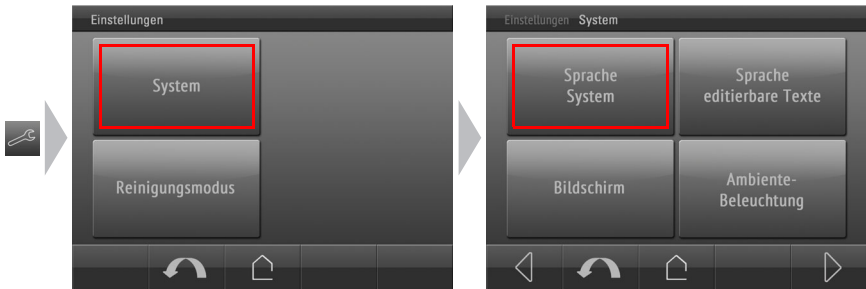 Einstellungen
System
Reinigungsmodus
Einstellungen System
Sprache
System
Sprache
editierbare Texte
Bildschirm
Ambiente-
Beleuchtung